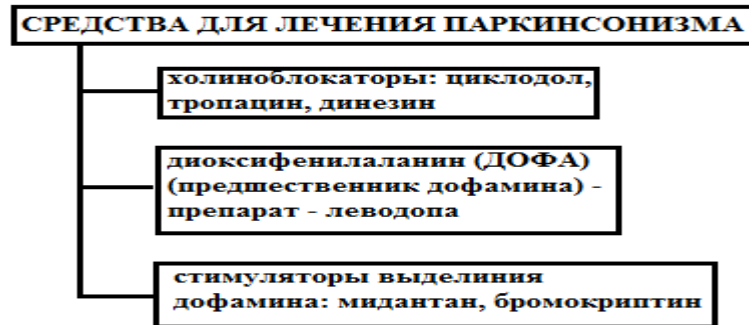 СРЕДСТВА ДЛЯ ЛЕЧЕНИЯ ПАРКИНСОНИЗМА
холиноблокаторы: циклодол,
тропацин, динезин
диоксифенилаланин (ДОФА)
(предшественник дофамина) -
препарат - леводопа
стимуляторы выделиния
дофамина: мидантан, бромокриптин